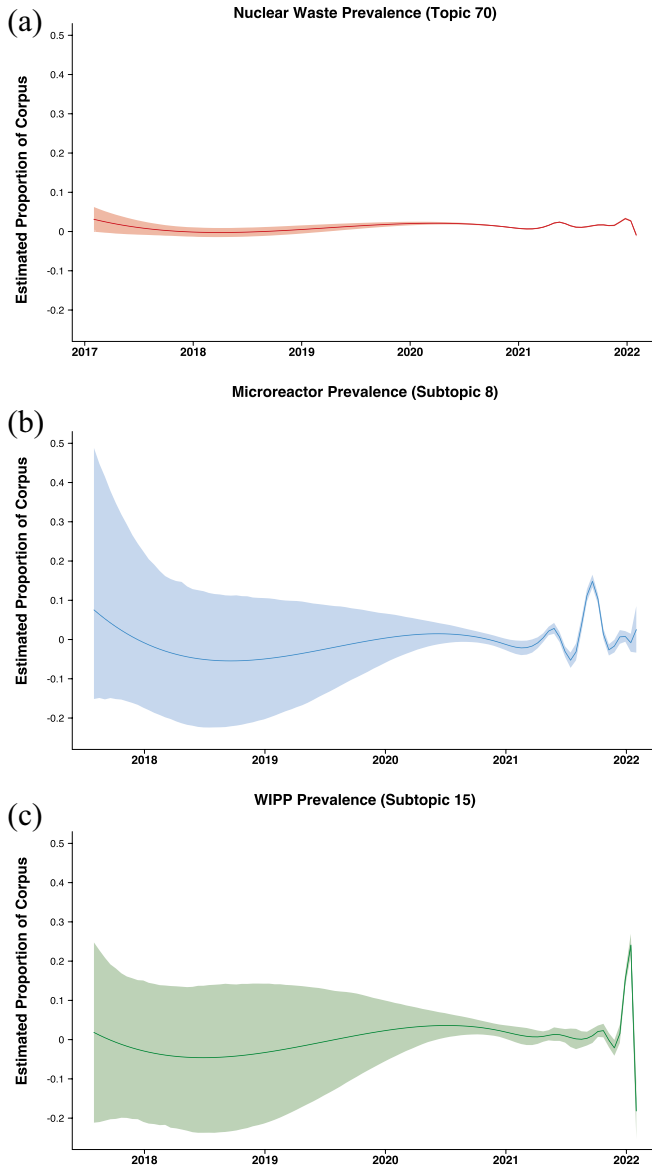 (a)
Nuclear Waste Prevalence (Topic 70)
Estimated Proportion of Corpus
0.5
0.4
0.3
0.2
0.1
0
-0.1
-0.2
2017 2018 2019 2020 2021 2022
Microreactor Prevalence (Subtopic 8)
(b)
Estimated Proportion of Corpus
0.5
0.4
0.3
0.2
0.1
0
-0.1
-0.2
2018 2019 2020 2021 2022
WIPP Prevalence (Subtopic 15)
(c)
Estimated Proportion of Corpus
0.5
0.4
0.3
0.2
0.1
0
-0.1
-0.2
2018 2019 2020 2021 2022